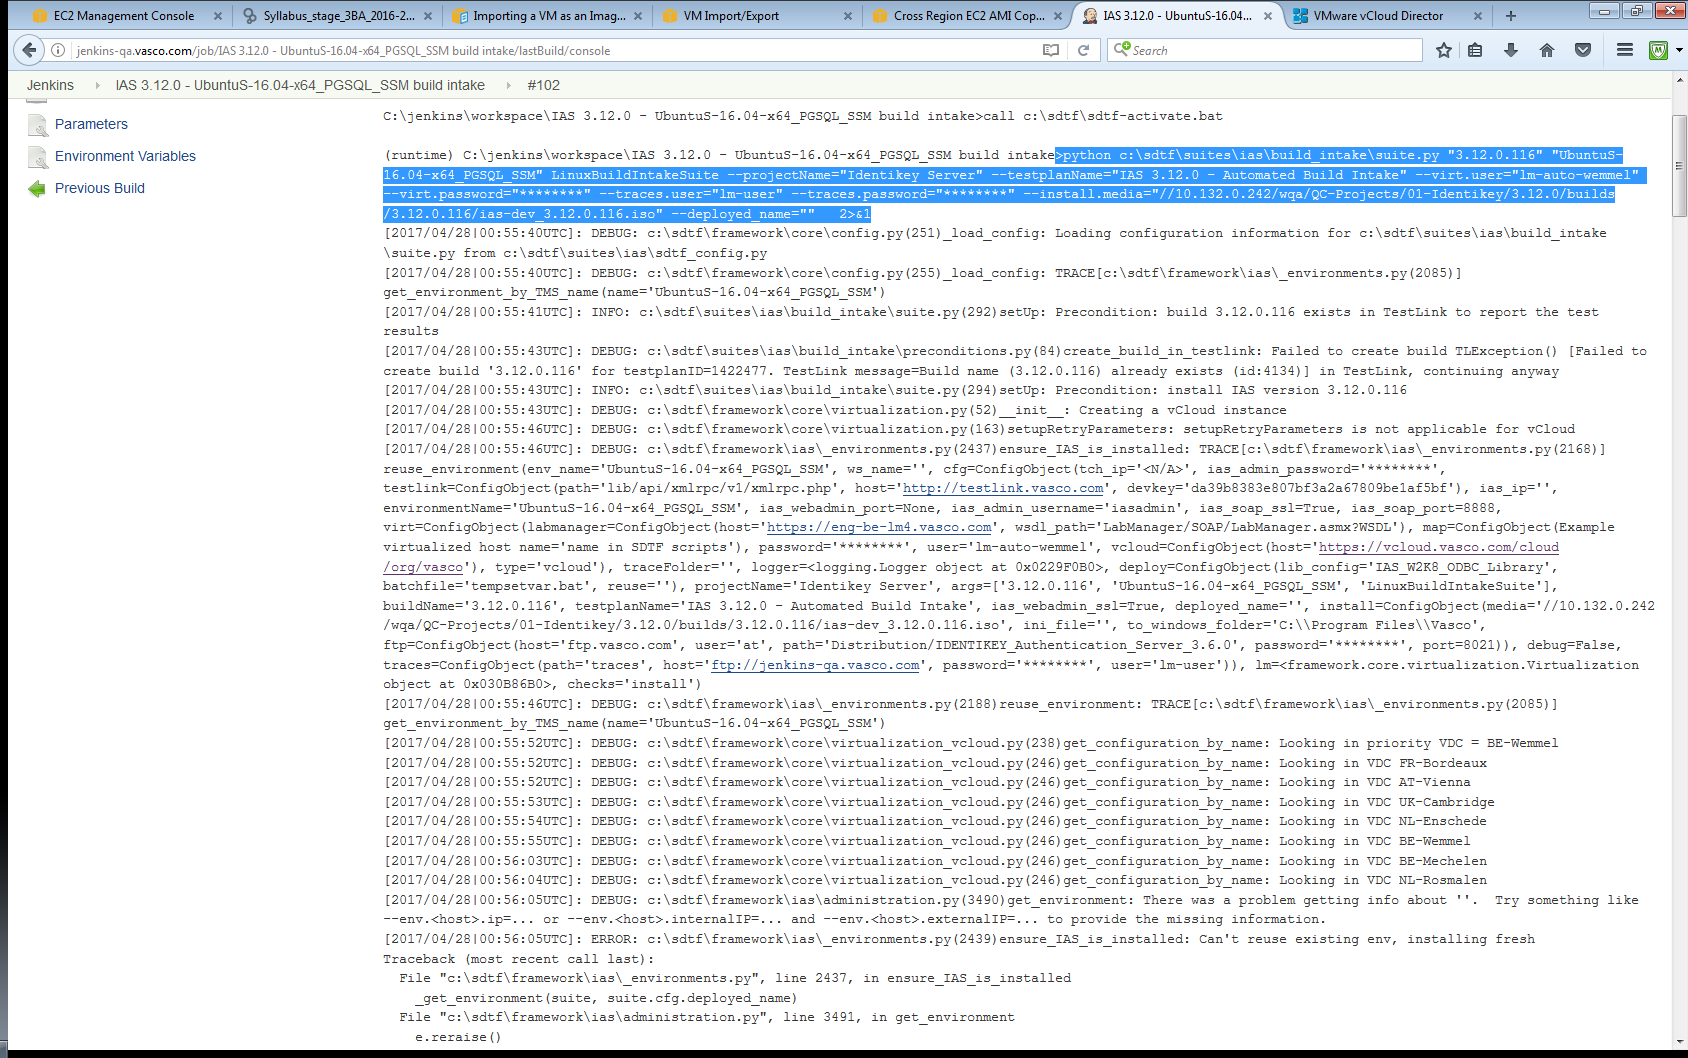 EC2 Management Console
Syllabus_stage_3BA_2016-2...
Importing a VM as an Imag...
VM Import/Export
Cross Region EC2 AMI Cop...
IAS 3.12.0 - UbuntuS-16.04...
VMware vCloud Director
jenkins-qa.vasco.com/job/IAS 3.12.0 - UbuntuS-16.04-x64_PGSQL_SSM build intake/lastBuild/console
Search
Jenkins
IAS 3.12.0 - UbuntuS-16.04-x64_PGSQL_SSM build intake
#102
Parameters
Environment Variables
Previous Build
C:\jenkins\workspace\IAS 3.12.0 - UbuntuS-16.04-x64_PGSQL_SSM build intake>call c:\sdtf\sdtf-activate.bat
(runtime) C:\jenkins\workspace\IAS 3.12.0 - UbuntuS-16.04-x64_PGSQL_SSM build intake>python c:\sdtf\suites\ias\build_intake\suite.py "3.12.0.116" "UbuntuS-
16.04-x64_PGSQL_SSM" LinuxBuildIntakeSuite --projectName="Identikey Server" --testplanName="IAS 3.12.0 - Automated Build Intake" --virt.user="lm-auto-wemmel"
--virt.password="********" --traces.user="lm-user" --traces.password="********" --install.media="//10.132.0.242/wqa/QC-Projects/01-Identikey/3.12.0/builds
/3.12.0.116/ias-dev_3.12.0.116.iso" --deployed_name=""   2>&1
[2017/04/28|00:55:40UTC]: DEBUG: c:\sdtf\framework\core\config.py(251)_load_config: Loading configuration information for c:\sdtf\suites\ias\build_intake
\suite.py from c:\sdtf\suites\ias\sdtf_config.py
[2017/04/28|00:55:40UTC]: DEBUG: c:\sdtf\framework\core\config.py(255)_load_config: TRACE[c:\sdtf\framework\ias\_environments.py(2085)]
get_environment_by_TMS_name(name='UbuntuS-16.04-x64_PGSQL_SSM')
[2017/04/28|00:55:41UTC]: INFO: c:\sdtf\suites\ias\build_intake\suite.py(292)setUp: Precondition: build 3.12.0.116 exists in TestLink to report the test
results
[2017/04/28|00:55:43UTC]: DEBUG: c:\sdtf\suites\ias\build_intake\preconditions.py(84)create_build_in_testlink: Failed to create build TLException() [Failed to
create build '3.12.0.116' for testplanID=1422477. TestLink message=Build name (3.12.0.116) already exists (id:4134)] in TestLink, continuing anyway
[2017/04/28|00:55:43UTC]: INFO: c:\sdtf\suites\ias\build_intake\suite.py(294)setUp: Precondition: install IAS version 3.12.0.116
[2017/04/28|00:55:43UTC]: DEBUG: c:\sdtf\framework\core\virtualization.py(52)__init__: Creating a vCloud instance
[2017/04/28|00:55:46UTC]: DEBUG: c:\sdtf\framework\core\virtualization.py(163)setupRetryParameters: setupRetryParameters is not applicable for vCloud
[2017/04/28|00:55:46UTC]: DEBUG: c:\sdtf\framework\ias\_environments.py(2437)ensure_IAS_is_installed: TRACE[c:\sdtf\framework\ias\_environments.py(2168)]
reuse_environment(env_name='UbuntuS-16.04-x64_PGSQL_SSM', ws_name='', cfg=ConfigObject(tch_ip='<N/A>', ias_admin_password='********',
testlink=ConfigObject(path='lib/api/xmlrpc/v1/xmlrpc.php', host='http://testlink.vasco.com', devkey='da39b8383e807bf3a2a67809be1af5bf'), ias_ip='',
environmentName='UbuntuS-16.04-x64_PGSQL_SSM', ias_webadmin_port=None, ias_admin_username='iasadmin', ias_soap_ssl=True, ias_soap_port=8888,
virt=ConfigObject(labmanager=ConfigObject(host='https://eng-be-lm4.vasco.com', wsdl_path='LabManager/SOAP/LabManager.asmx?WSDL'), map=ConfigObject(Example
virtualized host name='name in SDTF scripts'), password='********', user='lm-auto-wemmel', vcloud=ConfigObject(host='https://vcloud.vasco.com/cloud
/org/vasco'), type='vcloud'), traceFolder='', logger=<logging.Logger object at 0x0229F0B0>, deploy=ConfigObject(lib_config='IAS_W2K8_ODBC_Library',
batchfile='tempsetvar.bat', reuse=''), projectName='Identikey Server', args=['3.12.0.116', 'UbuntuS-16.04-x64_PGSQL_SSM', 'LinuxBuildIntakeSuite'],
buildName='3.12.0.116', testplanName='IAS 3.12.0 - Automated Build Intake', ias_webadmin_ssl=True, deployed_name='', install=ConfigObject(media='//10.132.0.242
/wqa/QC-Projects/01-Identikey/3.12.0/builds/3.12.0.116/ias-dev_3.12.0.116.iso', ini_file='', to_windows_folder='C:\\Program Files\\Vasco',
ftp=ConfigObject(host='ftp.vasco.com', user='at', path='Distribution/IDENTIKEY_Authentication_Server_3.6.0', password='********', port=8021)), debug=False,
traces=ConfigObject(path='traces', host='ftp://jenkins-qa.vasco.com', password='********', user='lm-user')), lm=<framework.core.virtualization.Virtualization
object at 0x030B86B0>, checks='install')
[2017/04/28|00:55:46UTC]: DEBUG: c:\sdtf\framework\ias\_environments.py(2188)reuse_environment: TRACE[c:\sdtf\framework\ias\_environments.py(2085)]
get_environment_by_TMS_name(name='UbuntuS-16.04-x64_PGSQL_SSM')
[2017/04/28|00:55:52UTC]: DEBUG: c:\sdtf\framework\core\virtualization_vcloud.py(238)get_configuration_by_name: Looking in priority VDC = BE-Wemmel
[2017/04/28|00:55:52UTC]: DEBUG: c:\sdtf\framework\core\virtualization_vcloud.py(246)get_configuration_by_name: Looking in VDC FR-Bordeaux
[2017/04/28|00:55:52UTC]: DEBUG: c:\sdtf\framework\core\virtualization_vcloud.py(246)get_configuration_by_name: Looking in VDC AT-Vienna
[2017/04/28|00:55:53UTC]: DEBUG: c:\sdtf\framework\core\virtualization_vcloud.py(246)get_configuration_by_name: Looking in VDC UK-Cambridge
[2017/04/28|00:55:54UTC]: DEBUG: c:\sdtf\framework\core\virtualization_vcloud.py(246)get_configuration_by_name: Looking in VDC NL-Enschede
[2017/04/28|00:55:55UTC]: DEBUG: c:\sdtf\framework\core\virtualization_vcloud.py(246)get_configuration_by_name: Looking in VDC BE-Wemmel
[2017/04/28|00:56:03UTC]: DEBUG: c:\sdtf\framework\core\virtualization_vcloud.py(246)get_configuration_by_name: Looking in VDC BE-Mechelen
[2017/04/28|00:56:04UTC]: DEBUG: c:\sdtf\framework\core\virtualization_vcloud.py(246)get_configuration_by_name: Looking in VDC NL-Rosmalen
[2017/04/28|00:56:05UTC]: DEBUG: c:\sdtf\framework\ias\administration.py(3490)get_environment: There was a problem getting info about ''.  Try something like
--env.<host>.ip=... or --env.<host>.internalIP=... and --env.<host>.externalIP=... to provide the missing information.
[2017/04/28|00:56:05UTC]: ERROR: c:\sdtf\framework\ias\_environments.py(2439)ensure_IAS_is_installed: Can't reuse existing env, installing fresh
Traceback (most recent call last):
  File "c:\sdtf\framework\ias\_environments.py", line 2437, in ensure_IAS_is_installed
    _get_environment(suite, suite.cfg.deployed_name)
  File "c:\sdtf\framework\ias\administration.py", line 3491, in get_environment
    e.reraise()